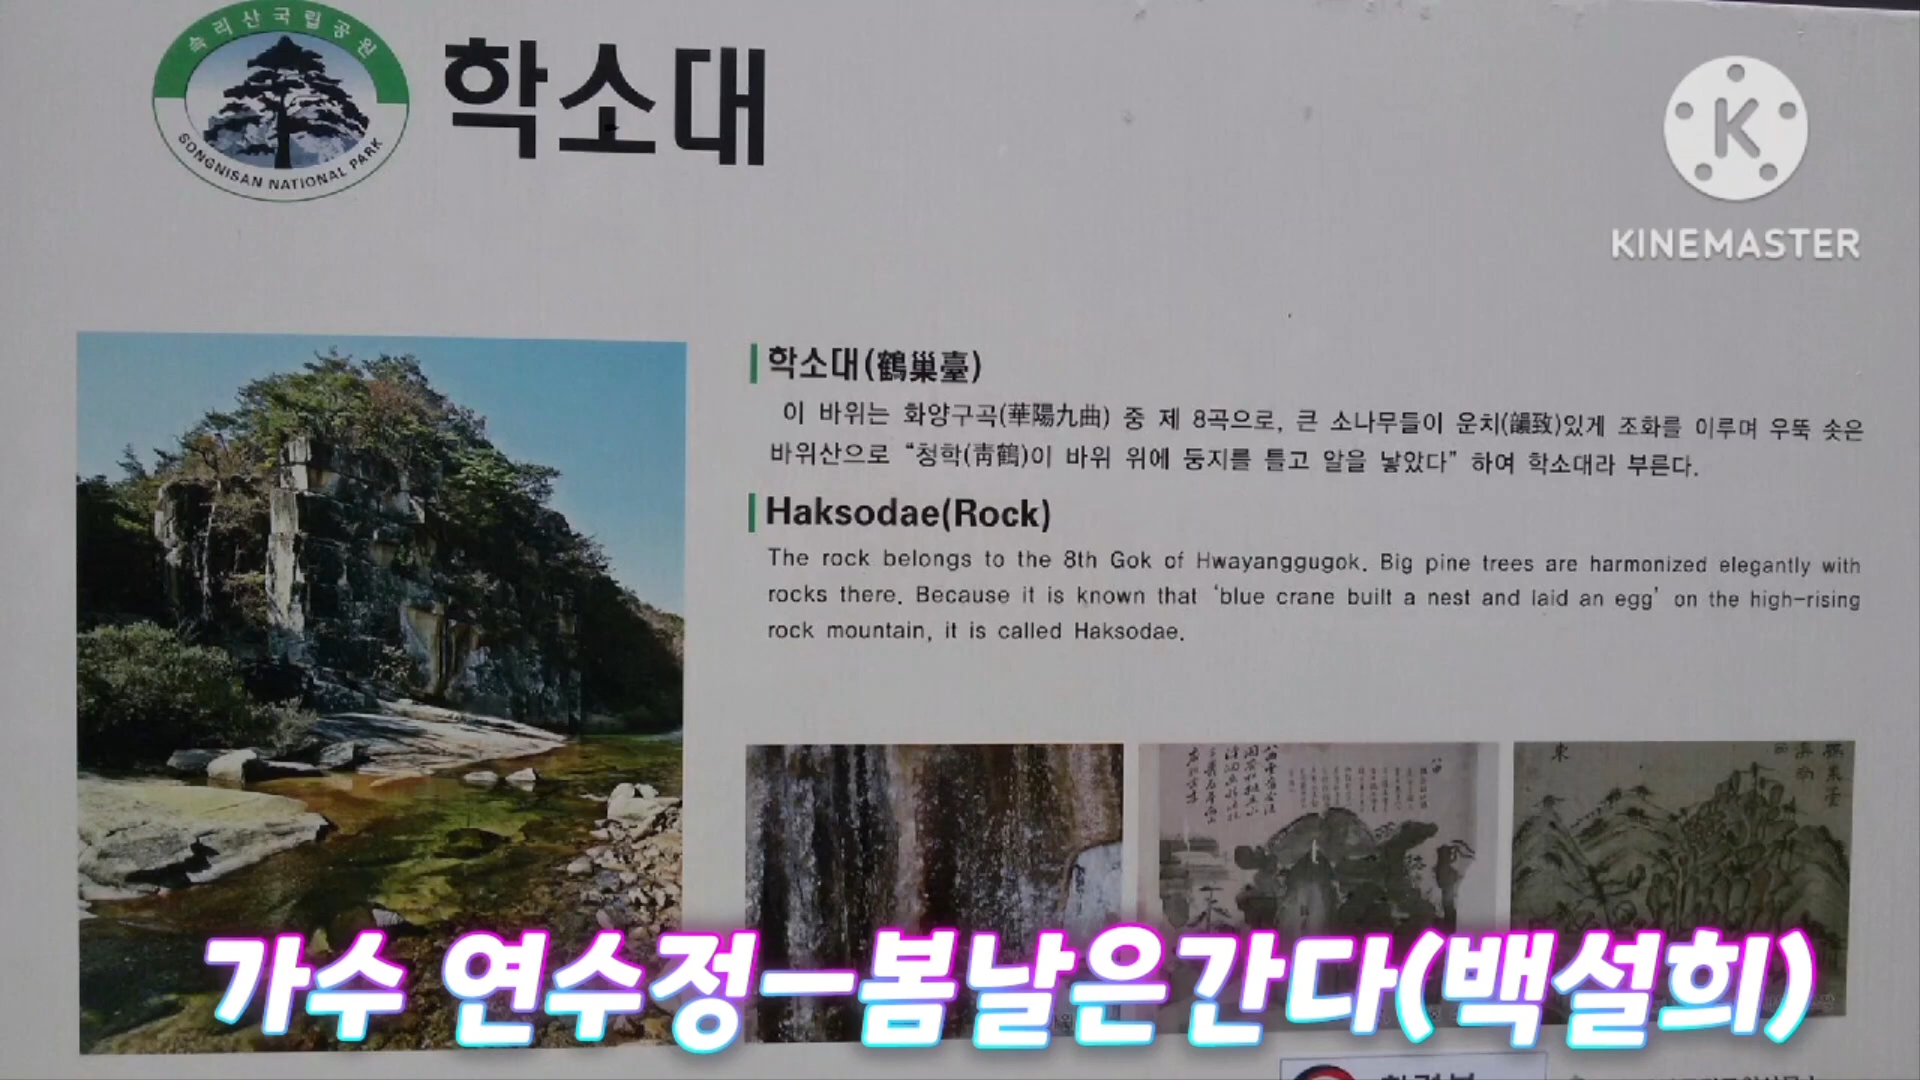 속리산국립공원
SONGNISAN NATIONAL PARK
학소대
K
KINEMASTER
학소대(鶴巢臺)
이 바위는 화양구곡(華陽九曲) 중 제 8곡으로, 큰 소나무들이 운치(韻致)있게 조화를 이루며 우뚝 솟은
바위산으로 “청학(靑鶴)이 바위 위에 둥지를 틀고 알을 낳았다” 하여 학소대라 부른다.
Haksodae(Rock)
The rock belongs to the 8th Gok of Hwayanggugok. Big pine trees are harmonized elegantly with
rocks there. Because it is known that ‘blue crane built a nest and laid an egg’ on the high-rising
rock mountain, it is called Haksodae.
가수 연수정-봄날은간다(백설희)